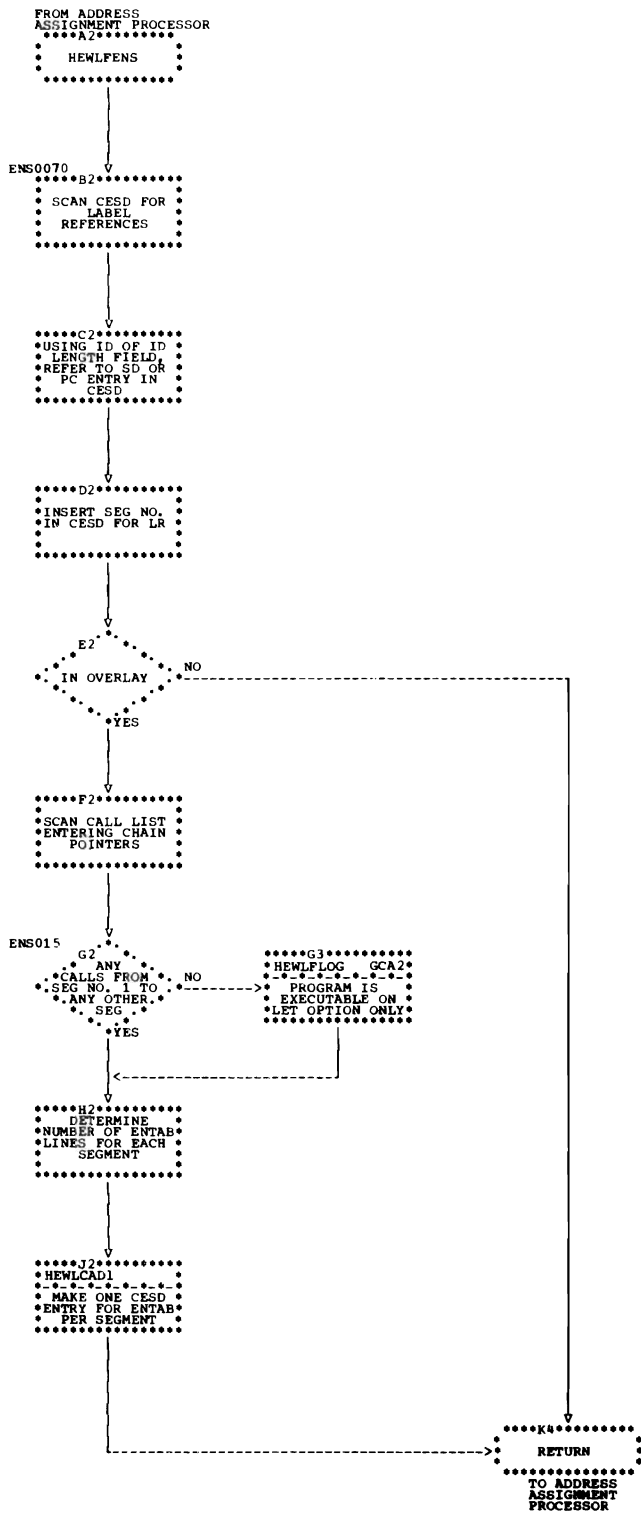 FROM ADDRESS
ASSIGNMENT PROCESSOR
A2
HEWLFENS
ENS0070
B2
SCAN CESD FOR
LABEL
REFERENCES
C2
USING ID OF ID
LENGTH FIELD,
REFER TO SD OR
PC ENTRY IN
CESD
D2
INSERT SEG NO.
IN CESD FOR LR
E2
IN OVERLAY
NO
YES
F2
SCAN CALL LIST
ENTERING CHAIN
POINTERS
ENS015
G2
ANY
CALLS FROM
SEG NO. 1 TO
ANY OTHER
SEG
NO
YES
G3
HEWLFLOG GCA2
PROGRAM IS
EXECUTABLE ON
LET OPTION ONLY
H2
DETERMINE
NUMBER OF ENTAB
LINES FOR EACH
SEGMENT
J2
HEWLCAD1
MAKE ONE CESD
ENTRY FOR ENTAB
PER SEGMENT
K4
RETURN
TO ADDRESS
ASSIGNMENT
PROCESSOR